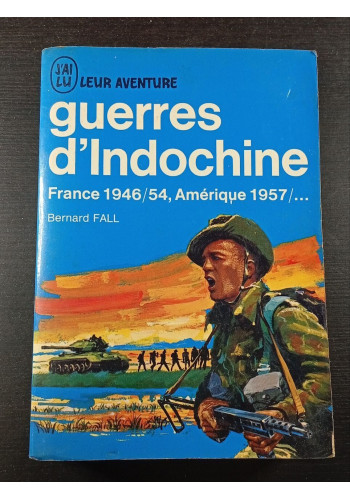 J'AI
LU
LEUR AVENTURE
guerres
d'Indochine
France 1946/54, Amérique 1957/...
Bernard FALL